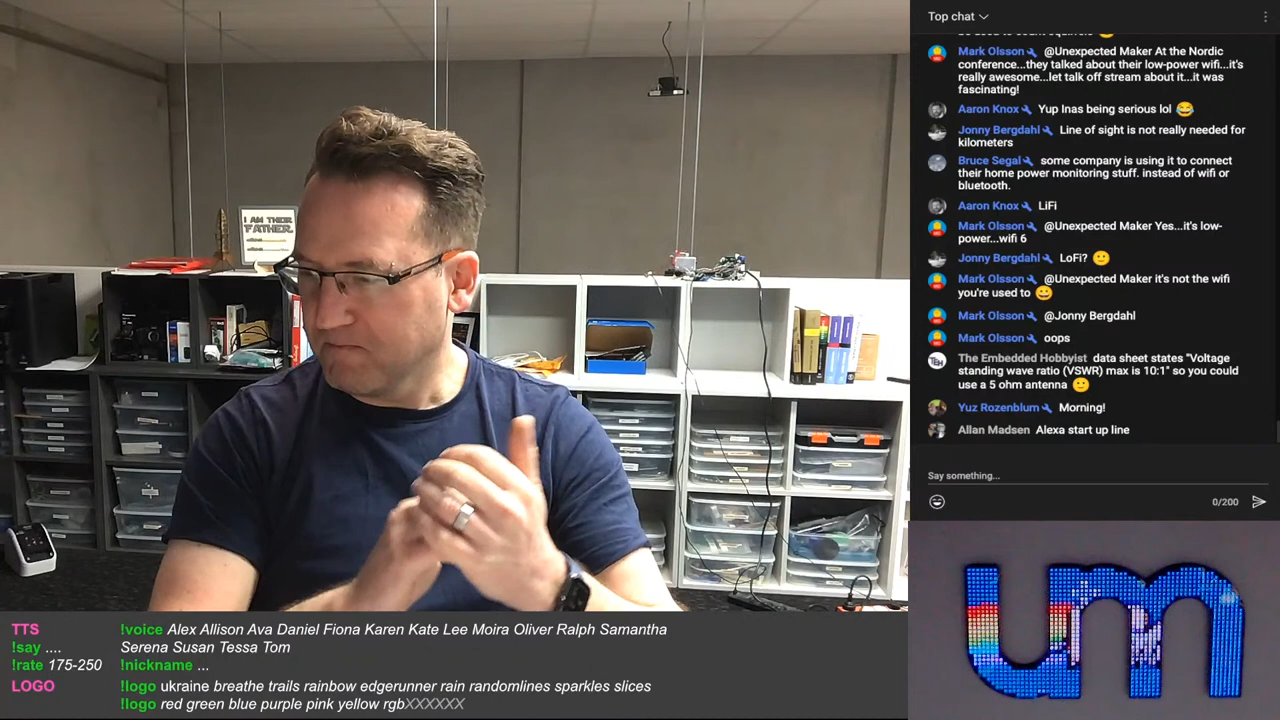 I AM THEIR
FATHER.
Top chat
Mark Olsson @Unexpected Maker At the Nordic
conference...they talked about their low-power wifi...it's
really awesome...let talk off stream about it...it was
fascinating!
Aaron Knox Yup Inas being serious lol 😂
Jonny Bergdahl Line of sight is not really needed for
kilometers
Bruce Segal some company is using it to connect
their home power monitoring stuff. instead of wifi or
bluetooth.
Aaron Knox LiFi
Mark Olsson @Unexpected Maker Yes...it's low-
power...wifi 6
Jonny Bergdahl LoFi? 🙂
Mark Olsson @Unexpected Maker it's not the wifi
you're used to 😀
Mark Olsson @Jonny Bergdahl
Mark Olsson oops
The Embedded Hobbyist data sheet states "Voltage
standing wave ratio (VSWR) max is 10:1" so you could
use a 5 ohm antenna 🙂
Yuz Rozenblum Morning!
Allan Madsen Alexa start up line
Say something...
0/200
um
TTS !voice Alex Allison Ava Daniel Fiona Karen Kate Lee Moira Oliver Ralph Samantha
!say .... Serena Susan Tessa Tom
!rate 175-250 !nickname ...
LOGO !logo ukraine breathe trails rainbow edgerunner rain randomlines sparkles slices
!logo red green blue purple pink yellow rgbXXXXXX